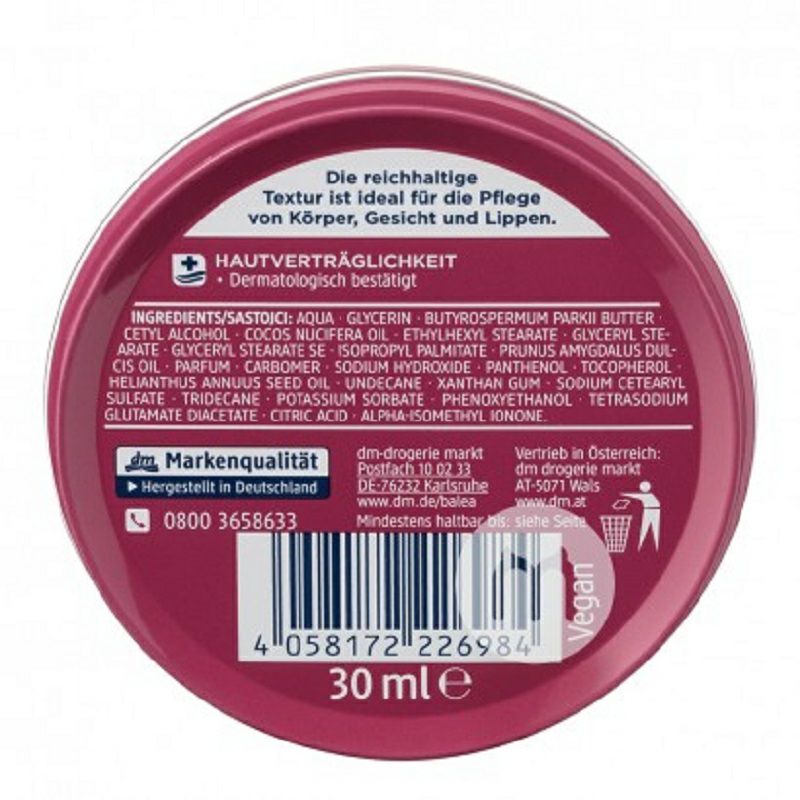 Die reichhaltige
Textur ist ideal für die Pflege
von Körper, Gesicht und Lippen.
HAUTVERTRÄGLICHKEIT
• Dermatologisch bestätigt
INGREDIENTS/SASTOJCI: AQUA · GLYCERIN · BUTYROSPERMUM PARKII BUTTER ·
CETYL ALCOHOL · COCOS NUCIFERA OIL · ETHYLHEXYL STEARATE · GLYCERYL STE-
ARATE · GLYCERYL STEARATE SE · ISOPROPYL PALMITATE · PRUNUS AMYGDALUS DUL-
CIS OIL · PARFUM · CARBOMER · SODIUM HYDROXIDE · PANTHENOL · TOCOPHEROL ·
HELIANTHUS ANNUUS SEED OIL · UNDECANE · XANTHAN GUM · SODIUM CETEARYL
SULFATE · TRIDECANE · POTASSIUM SORBATE · PHENOXYETHANOL · TETRASODIUM
GLUTAMATE DIACETATE · CITRIC ACID · ALPHA-ISOMETHYL IONONE.
dm Markenqualität
Hergestellt in Deutschland
0800 3658633
dm-drogerie markt
Postfach 10 02 33
DE-76232 Karlsruhe
www.dm.de/balea
Vertrieb in Österreich:
dm drogerie markt
AT-5071 Wals
www.dm.at
Mindestens haltbar bis: siehe Seite
Vegan
4 058172 226984
30 ml ℮